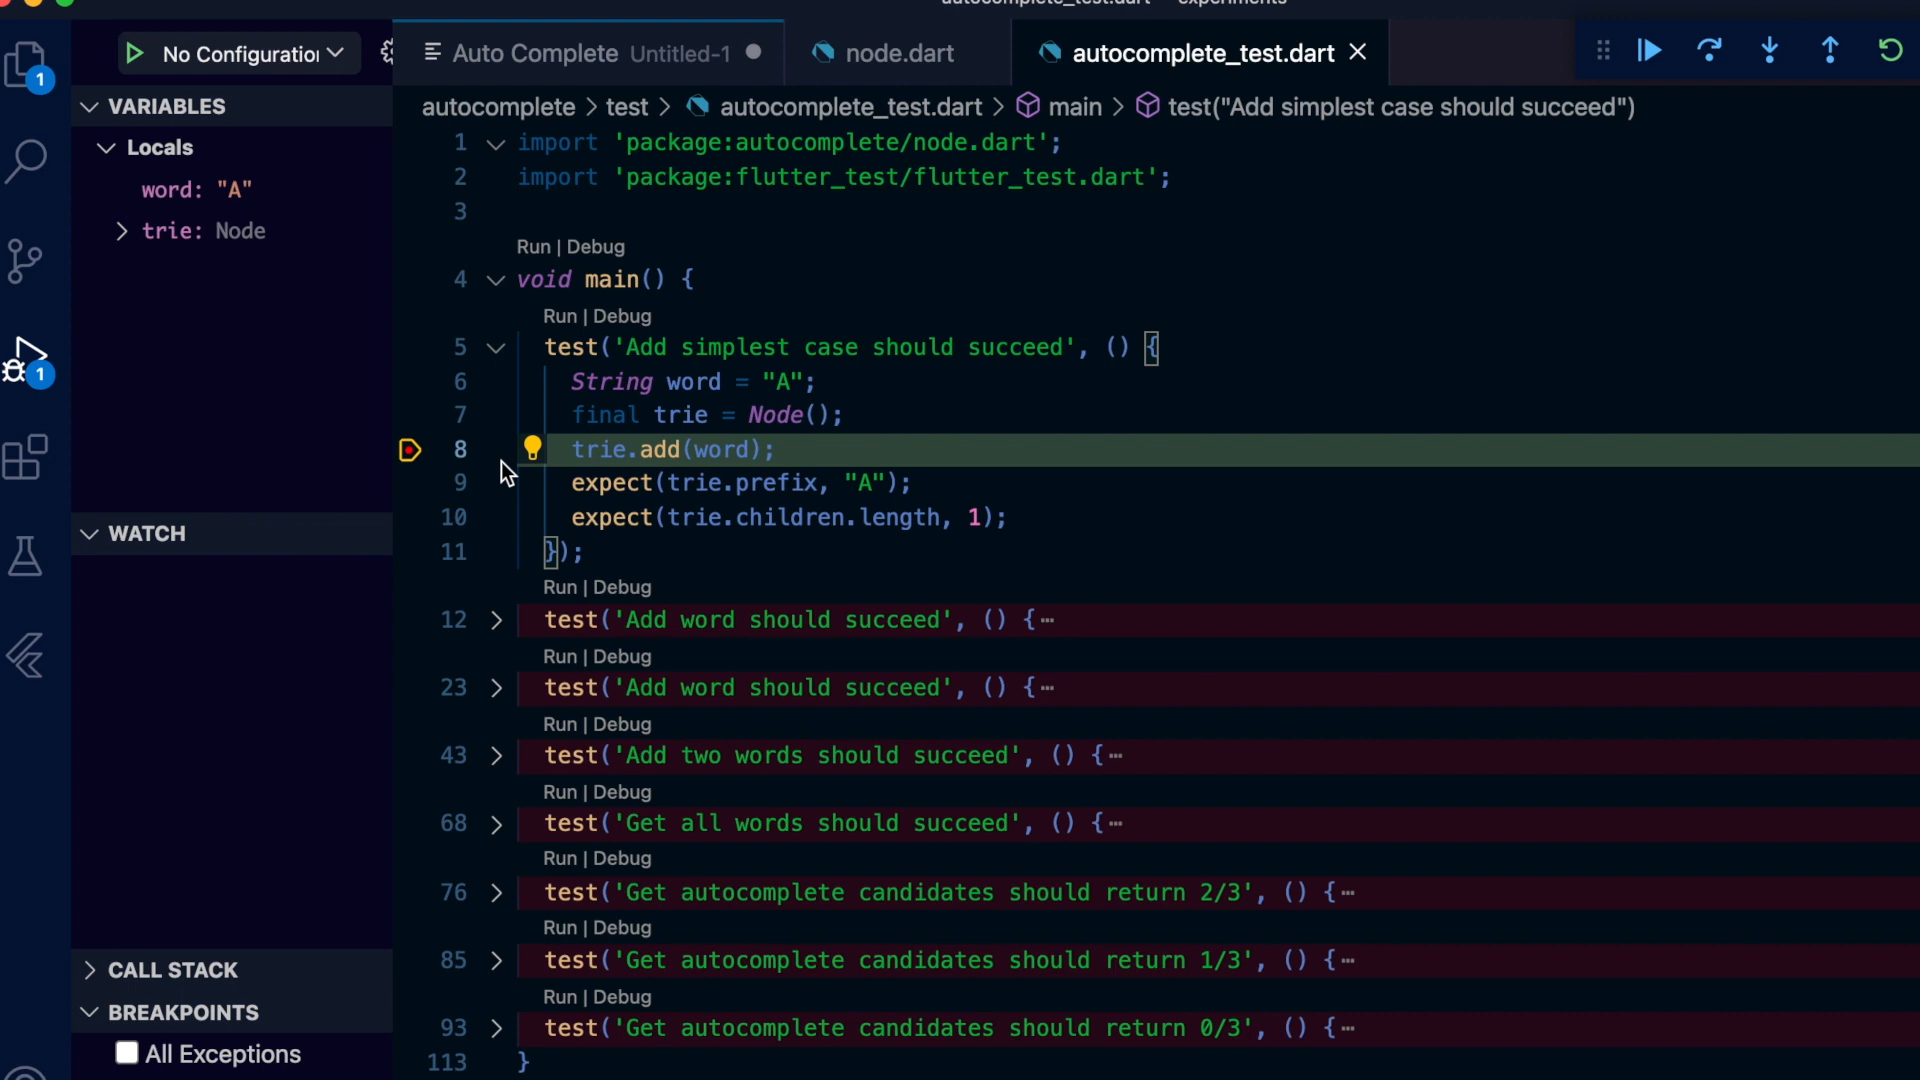 autocomplete_test.dart — experiments
No Configuration
Auto Complete Untitled-1
node.dart
autocomplete_test.dart
VARIABLES
Locals
word: "A"
trie: Node
WATCH
CALL STACK
BREAKPOINTS
All Exceptions
1
1
autocomplete > test > autocomplete_test.dart > main > test("Add simplest case should succeed")
1 import 'package:autocomplete/node.dart';
2 import 'package:flutter_test/flutter_test.dart';
3
Run | Debug
4 void main() {
Run | Debug
5 test('Add simplest case should succeed', () {
6 String word = "A";
7 final trie = Node();
8 trie.add(word);
9 expect(trie.prefix, "A");
10 expect(trie.children.length, 1);
11 });
Run | Debug
12 test('Add word should succeed', () {…
Run | Debug
23 test('Add word should succeed', () {…
Run | Debug
43 test('Add two words should succeed', () {…
Run | Debug
68 test('Get all words should succeed', () {…
Run | Debug
76 test('Get autocomplete candidates should return 2/3', () {…
Run | Debug
85 test('Get autocomplete candidates should return 1/3', () {…
Run | Debug
93 test('Get autocomplete candidates should return 0/3', () {…
113 }